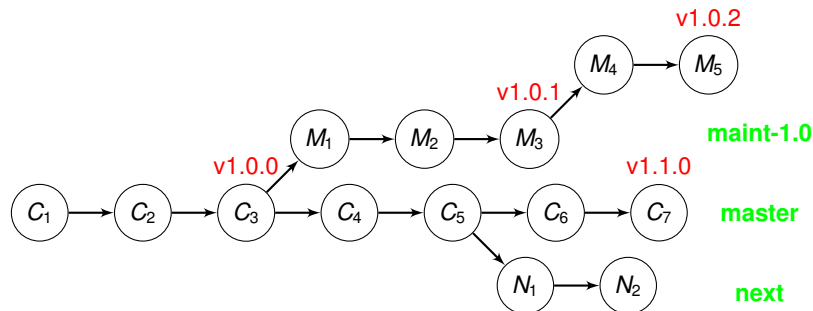 v1.0.2
M4 M5
v1.0.1
M1 M2 M3 maint-1.0
v1.0.0 v1.1.0
C1 C2 C3 C4 C5 C6 C7 master
N1 N2 next